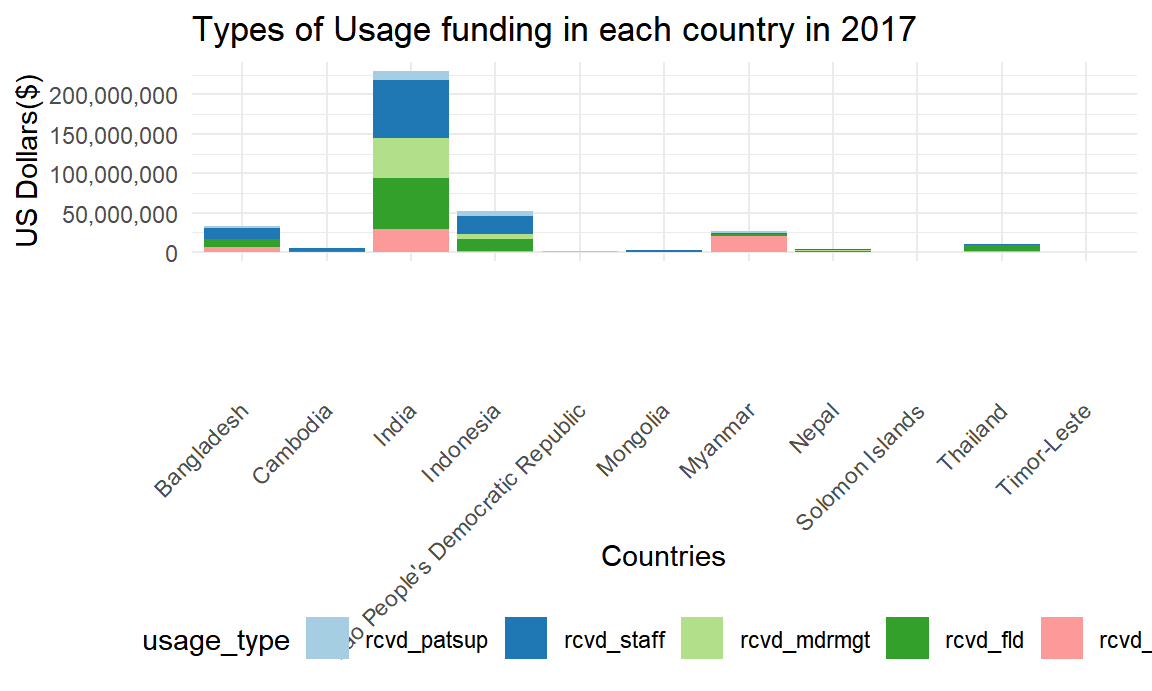 Types of Usage funding in each country in 2017
US Dollars($)
200,000,000
150,000,000
100,000,000
50,000,000
0
Bangladesh
Cambodia
India
Indonesia
ao People's Democratic Republic
Mongolia
Myanmar
Nepal
Solomon Islands
Thailand
Timor-Leste
Countries
usage_type rcvd_patsup rcvd_staff rcvd_mdrmgt rcvd_fld rcvd_